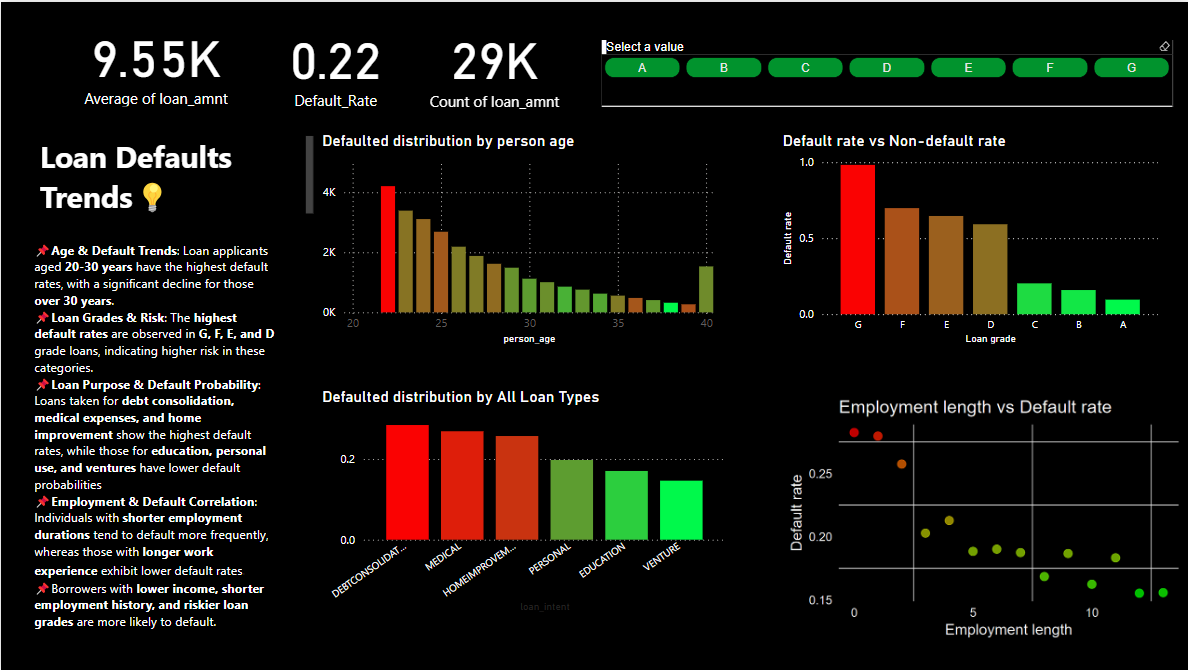 9.55K
Average of loan_amnt
0.22
Default_Rate
29K
Count of loan_amnt
Select a value
A B C D E F G
Loan Defaults
Trends 💡
📌 Age & Default Trends: Loan applicants
aged 20-30 years have the highest default
rates, with a significant decline for those
over 30 years.
📌 Loan Grades & Risk: The highest
default rates are observed in G, F, E, and D
grade loans, indicating higher risk in these
categories.
📌 Loan Purpose & Default Probability:
Loans taken for debt consolidation,
medical expenses, and home
improvement show the highest default
rates, while those for education, personal
use, and ventures have lower default
probabilities
📌 Employment & Default Correlation:
Individuals with shorter employment
durations tend to default more frequently,
whereas those with longer work
experience exhibit lower default rates
📌 Borrowers with lower income, shorter
employment history, and riskier loan
grades are more likely to default.
Defaulted distribution by person age
4K
2K
0K
20 25 30 35 40
person_age
Default rate vs Non-default rate
Default rate
1.0
0.5
0.0
G F E D C B A
Loan grade
Defaulted distribution by All Loan Types
0.2
0.0
DEBTCONSOLIDAT... MEDICAL HOMEIMPROVEM... PERSONAL EDUCATION VENTURE
loan_intent
Employment length vs Default rate
Default rate
0.25
0.20
0.15
0 5 10
Employment length